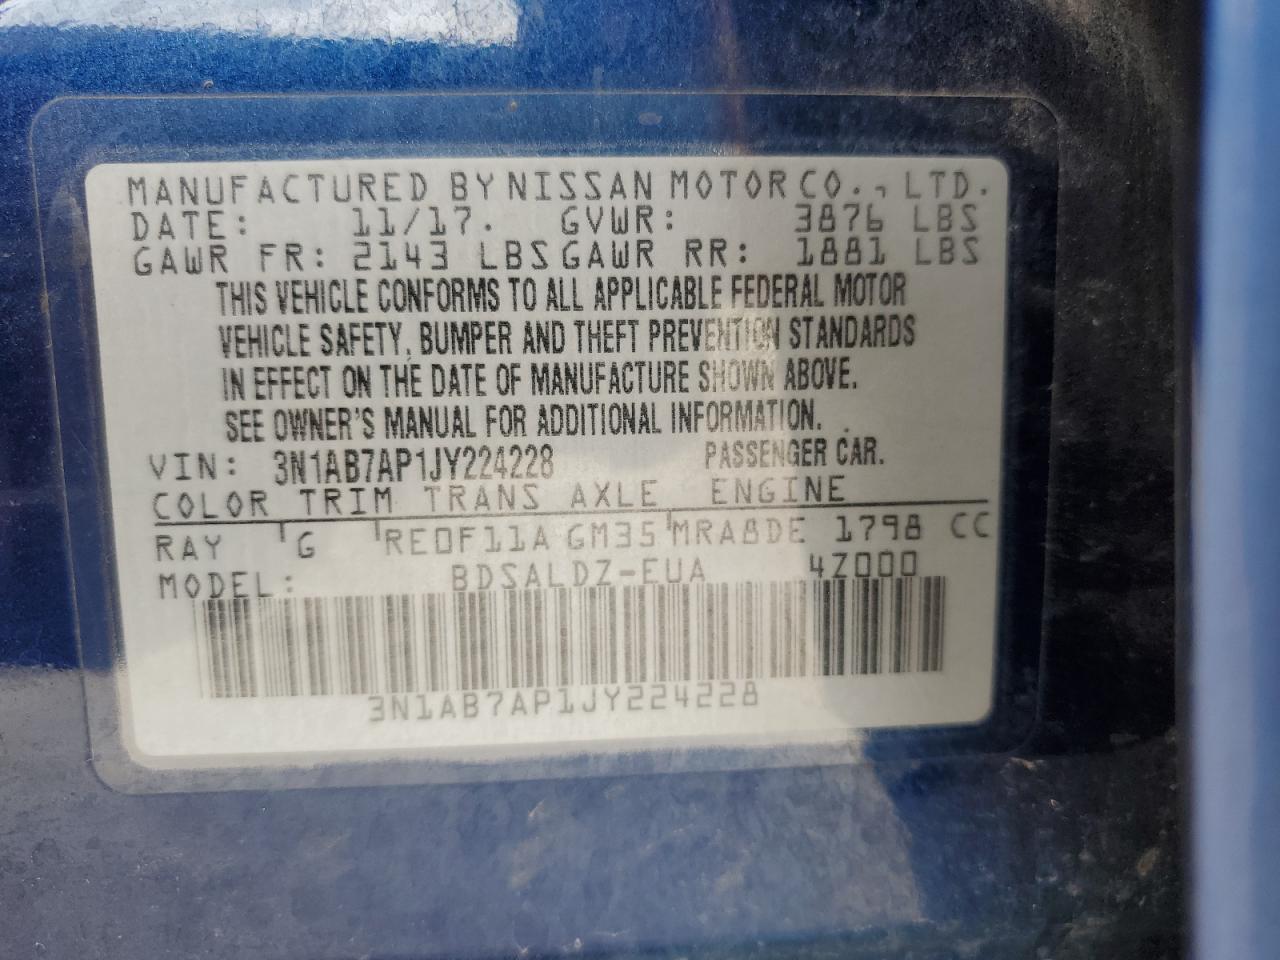 MANUFACTURED BY NISSAN MOTOR CO., LTD.
DATE: 11/17. GVWR: 3876 LBS
GAWR FR: 2143 LBS GAWR RR: 1881 LBS
THIS VEHICLE CONFORMS TO ALL APPLICABLE FEDERAL MOTOR
VEHICLE SAFETY, BUMPER AND THEFT PREVENTION STANDARDS
IN EFFECT ON THE DATE OF MANUFACTURE SHOWN ABOVE.
SEE OWNER'S MANUAL FOR ADDITIONAL INFORMATION.
VIN: 3N1AB7AP1JY224228 PASSENGER CAR.
COLOR TRIM TRANS AXLE ENGINE
RAY G RE0F11A GM35 MRA8DE 1798 CC
MODEL: BDSALDZ-EUA 4Z000
3N1AB7AP1JY224228